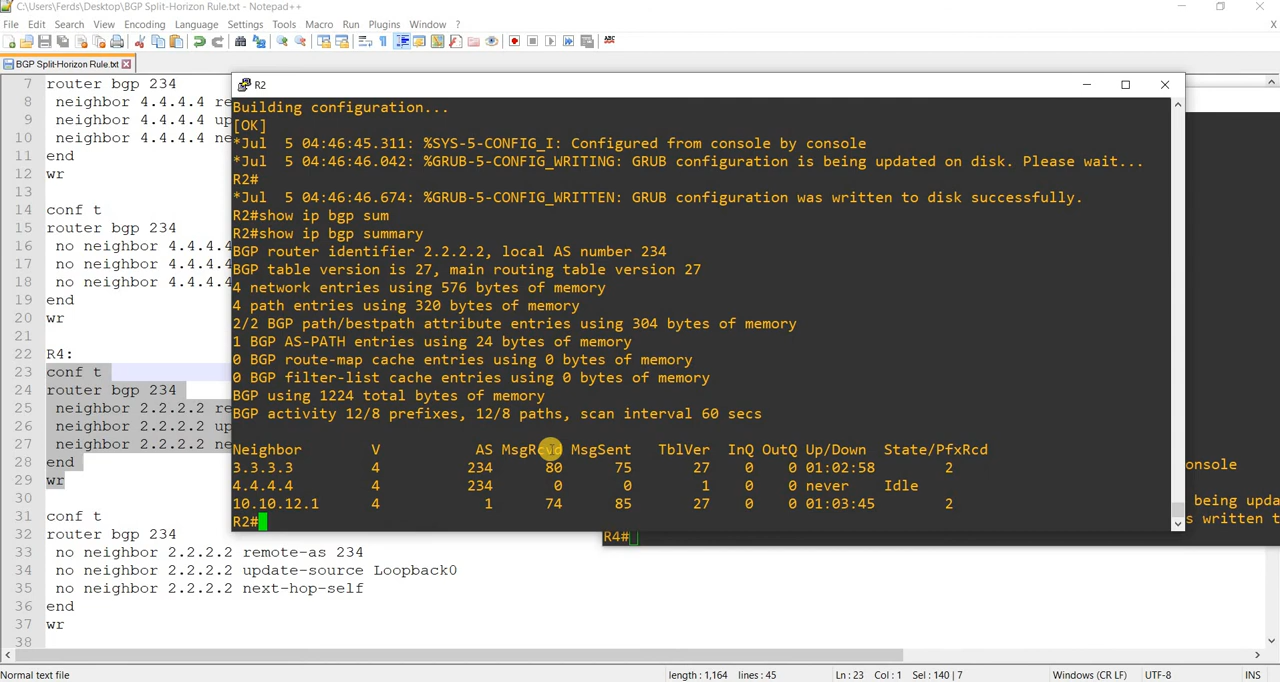 C:\Users\Ferds\Desktop\BGP Split-Horizon Rule.txt - Notepad++
File Edit Search View Encoding Language Settings Tools Macro Run Plugins Window ?
BGP Split-Horizon Rule.txt
7 router bgp 234
8 neighbor 4.4.4.4 re
9 neighbor 4.4.4.4 up
10 neighbor 4.4.4.4 ne
11 end
12 wr
13
14 conf t
15 router bgp 234
16 no neighbor 4.4.4.4
17 no neighbor 4.4.4.4
18 no neighbor 4.4.4.4
19 end
20 wr
21
22 R4:
23 conf t
24 router bgp 234
25 neighbor 2.2.2.2 re
26 neighbor 2.2.2.2 up
27 neighbor 2.2.2.2 ne
28 end
29 wr
30
31 conf t
32 router bgp 234
33 no neighbor 2.2.2.2 remote-as 234
34 no neighbor 2.2.2.2 update-source Loopback0
35 no neighbor 2.2.2.2 next-hop-self
36 end
37 wr
38
R2
Building configuration...
[OK]
*Jul  5 04:46:45.311: %SYS-5-CONFIG_I: Configured from console by console
*Jul  5 04:46:46.042: %GRUB-5-CONFIG_WRITING: GRUB configuration is being updated on disk. Please wait...
R2#
*Jul  5 04:46:46.674: %GRUB-5-CONFIG_WRITTEN: GRUB configuration was written to disk successfully.
R2#show ip bgp sum
R2#show ip bgp summary
BGP router identifier 2.2.2.2, local AS number 234
BGP table version is 27, main routing table version 27
4 network entries using 576 bytes of memory
4 path entries using 320 bytes of memory
2/2 BGP path/bestpath attribute entries using 304 bytes of memory
1 BGP AS-PATH entries using 24 bytes of memory
0 BGP route-map cache entries using 0 bytes of memory
0 BGP filter-list cache entries using 0 bytes of memory
BGP using 1224 total bytes of memory
BGP activity 12/8 prefixes, 12/8 paths, scan interval 60 secs
Neighbor V AS MsgRcvd MsgSent TblVer InQ OutQ Up/Down State/PfxRcd
3.3.3.3 4 234 80 75 27 0 0 01:02:58 2
4.4.4.4 4 234 0 0 1 0 0 never Idle
10.10.12.1 4 1 74 85 27 0 0 01:03:45 2
R2#
onsole
being upda
s written t
R4#
Normal text file length : 1,164 lines : 45 Ln : 23 Col : 1 Sel : 140 | 7 Windows (CR LF) UTF-8 INS